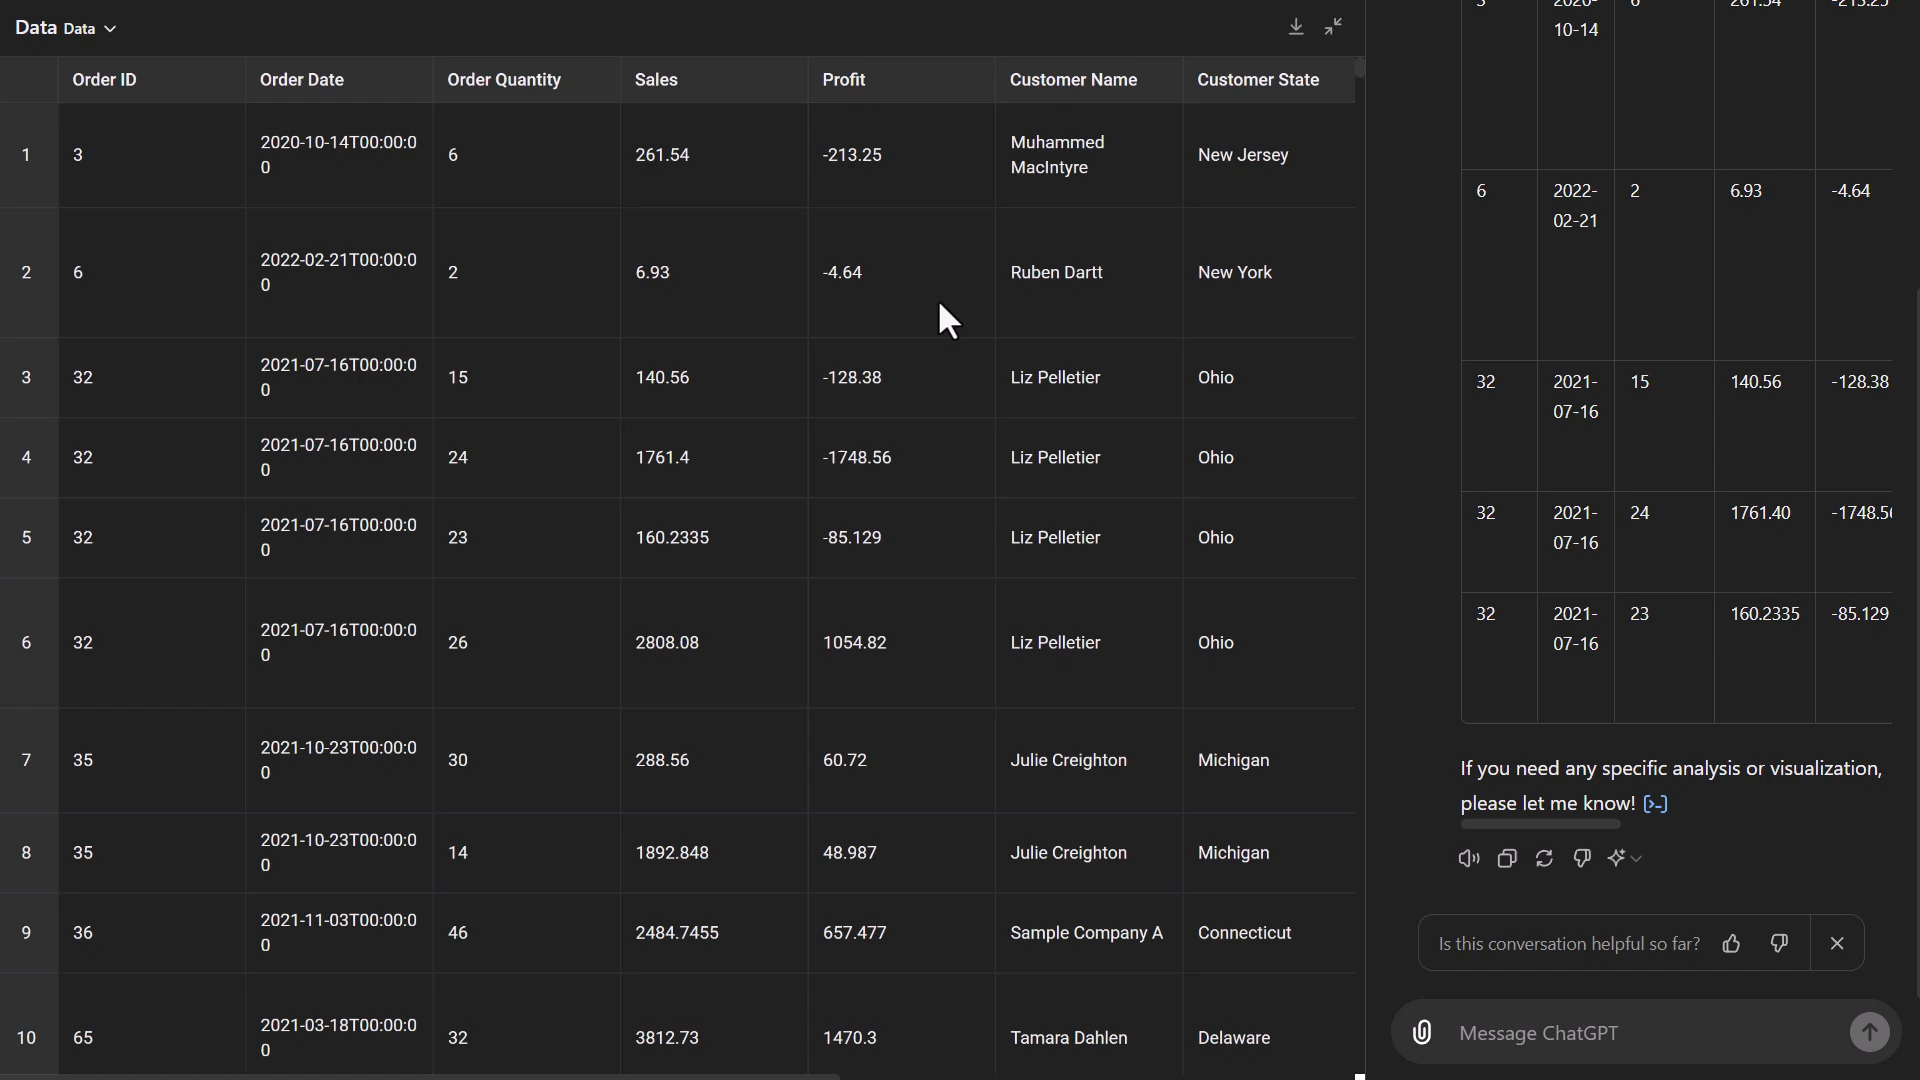 Data Data
Order ID Order Date Order Quantity Sales Profit Customer Name Customer State
1 3 2020-10-14T00:00:0
0 6 261.54 -213.25 Muhammed
MacIntyre New Jersey
2 6 2022-02-21T00:00:0
0 2 6.93 -4.64 Ruben Dartt New York
3 32 2021-07-16T00:00:0
0 15 140.56 -128.38 Liz Pelletier Ohio
4 32 2021-07-16T00:00:0
0 24 1761.4 -1748.56 Liz Pelletier Ohio
5 32 2021-07-16T00:00:0
0 23 160.2335 -85.129 Liz Pelletier Ohio
6 32 2021-07-16T00:00:0
0 26 2808.08 1054.82 Liz Pelletier Ohio
7 35 2021-10-23T00:00:0
0 30 288.56 60.72 Julie Creighton Michigan
8 35 2021-10-23T00:00:0
0 14 1892.848 48.987 Julie Creighton Michigan
9 36 2021-11-03T00:00:0
0 46 2484.7455 657.477 Sample Company A Connecticut
10 65 2021-03-18T00:00:0
0 32 3812.73 1470.3 Tamara Dahlen Delaware
3 2020- 6 261.54 -213.25
10-14
6 2022- 2 6.93 -4.64
02-21
32 2021- 15 140.56 -128.38
07-16
32 2021- 24 1761.40 -1748.56
07-16
32 2021- 23 160.2335 -85.129
07-16
If you need any specific analysis or visualization,
please let me know! [>-]
Is this conversation helpful so far?
Message ChatGPT